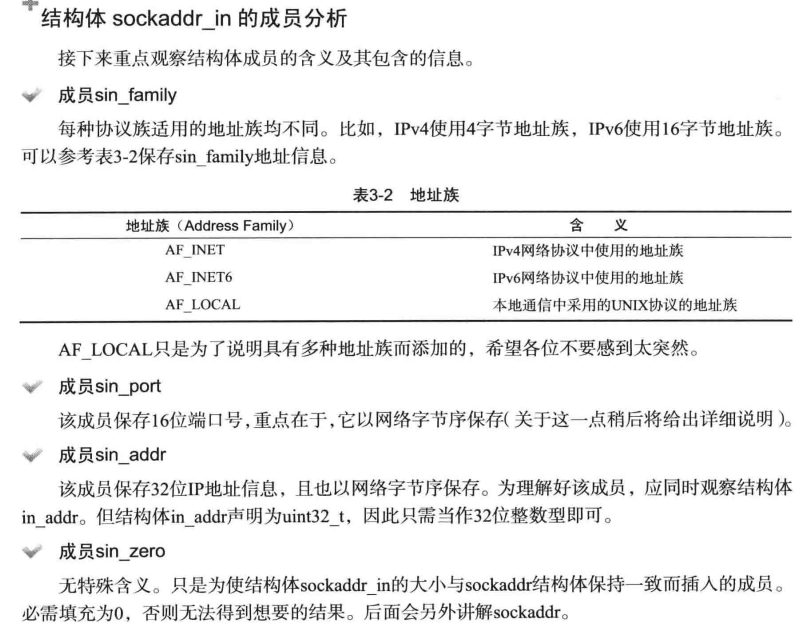 结构体 sockaddr_in 的成员分析
接下来重点观察结构体成员的含义及其包含的信息。
成员sin_family
每种协议族适用的地址族均不同。比如，IPv4使用4字节地址族，IPv6使用16字节地址族。
可以参考表3-2保存sin_family地址信息。
表3-2 地址族
地址族（Address Family） 含 义
AF_INET IPv4网络协议中使用的地址族
AF_INET6 IPv6网络协议中使用的地址族
AF_LOCAL 本地通信中采用的UNIX协议的地址族
AF_LOCAL只是为了说明具有多种地址族而添加的，希望各位不要感到太突然。
成员sin_port
该成员保存16位端口号，重点在于，它以网络字节序保存（关于这一点稍后将给出详细说明）。
成员sin_addr
该成员保存32位IP地址信息，且也以网络字节序保存。为理解好该成员，应同时观察结构体
in_addr。但结构体in_addr声明为uint32_t，因此只需当作32位整数型即可。
成员sin_zero
无特殊含义。只是为使结构体sockaddr_in的大小与sockaddr结构体保持一致而插入的成员。
必需填充为0，否则无法得到想要的结果。后面会另外讲解sockaddr。